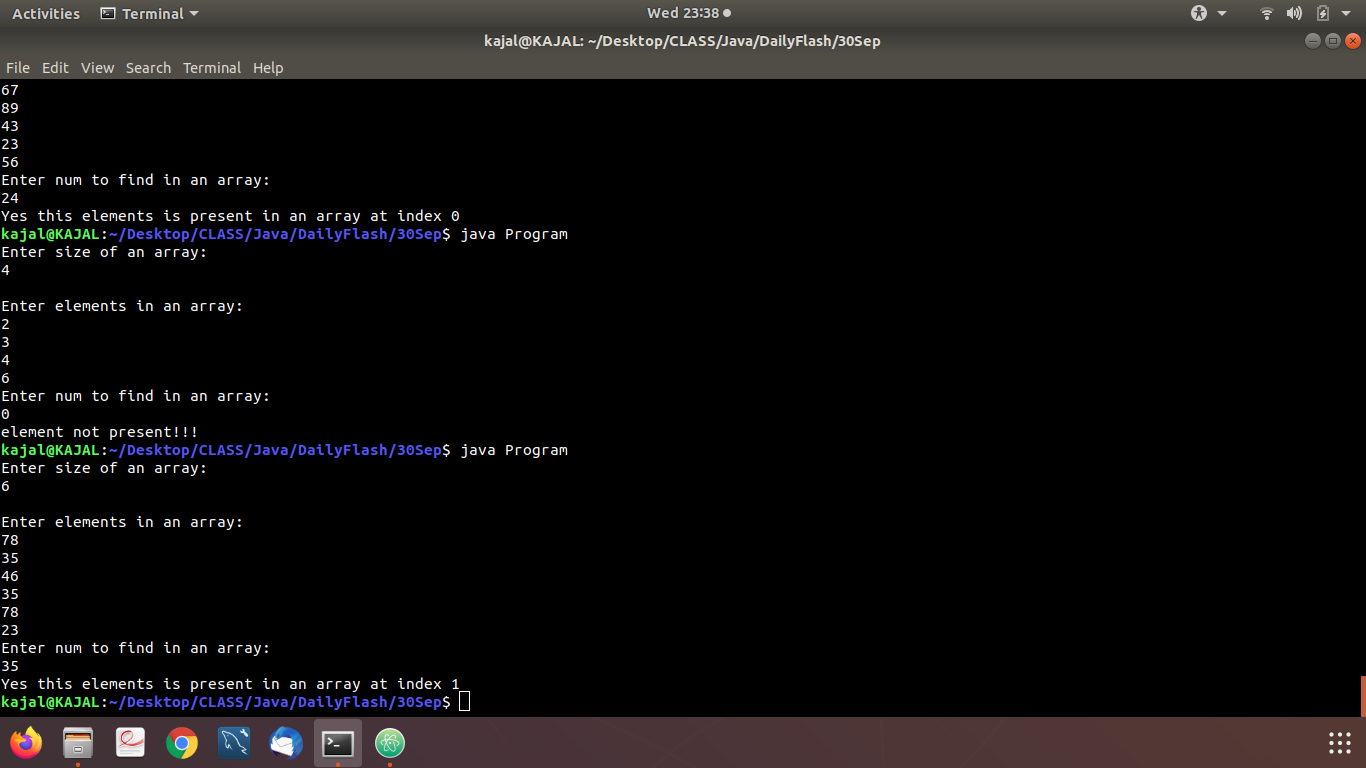 Activities Terminal Wed 23:38
kajal@KAJAL: ~/Desktop/CLASS/Java/DailyFlash/30Sep
File Edit View Search Terminal Help
67
89
43
23
56
Enter num to find in an array:
24
Yes this elements is present in an array at index 0
kajal@KAJAL:~/Desktop/CLASS/Java/DailyFlash/30Sep$ java Program
Enter size of an array:
4
Enter elements in an array:
2
3
4
6
Enter num to find in an array:
0
element not present!!!
kajal@KAJAL:~/Desktop/CLASS/Java/DailyFlash/30Sep$ java Program
Enter size of an array:
6
Enter elements in an array:
78
35
46
35
78
23
Enter num to find in an array:
35
Yes this elements is present in an array at index 1
kajal@KAJAL:~/Desktop/CLASS/Java/DailyFlash/30Sep$